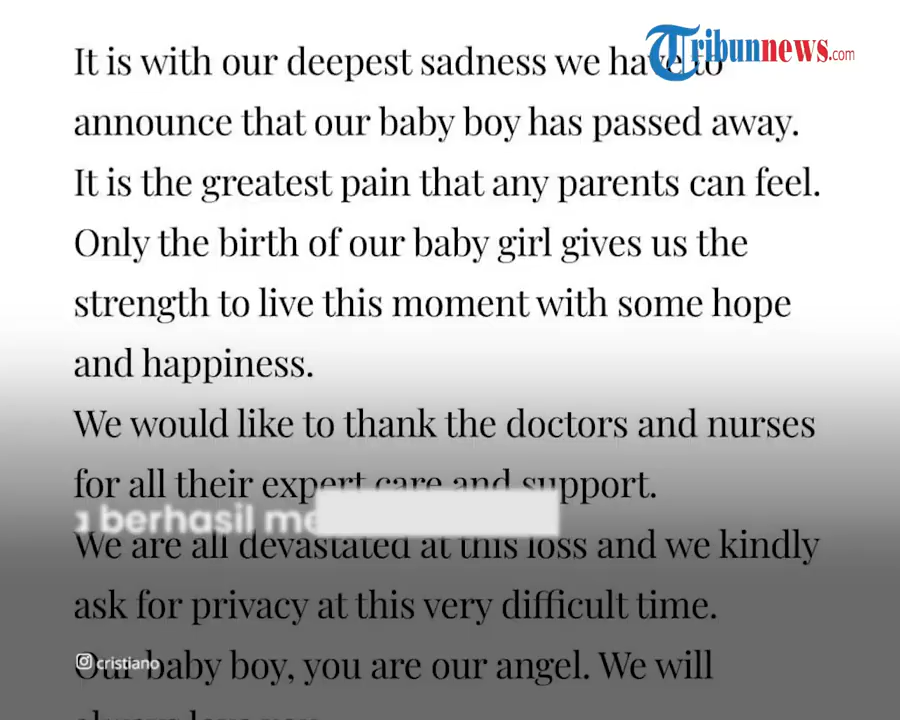 Tribunnews.com
It is with our deepest sadness we have to
announce that our baby boy has passed away.
It is the greatest pain that any parents can feel.
Only the birth of our baby girl gives us the
strength to live this moment with some hope
and happiness.
We would like to thank the doctors and nurses
for all their expert care and support.
berhasil
We are all devastated at this loss and we kindly
ask for privacy at this very difficult time.
cristiano
Our baby boy, you are our angel. We will
always love you.